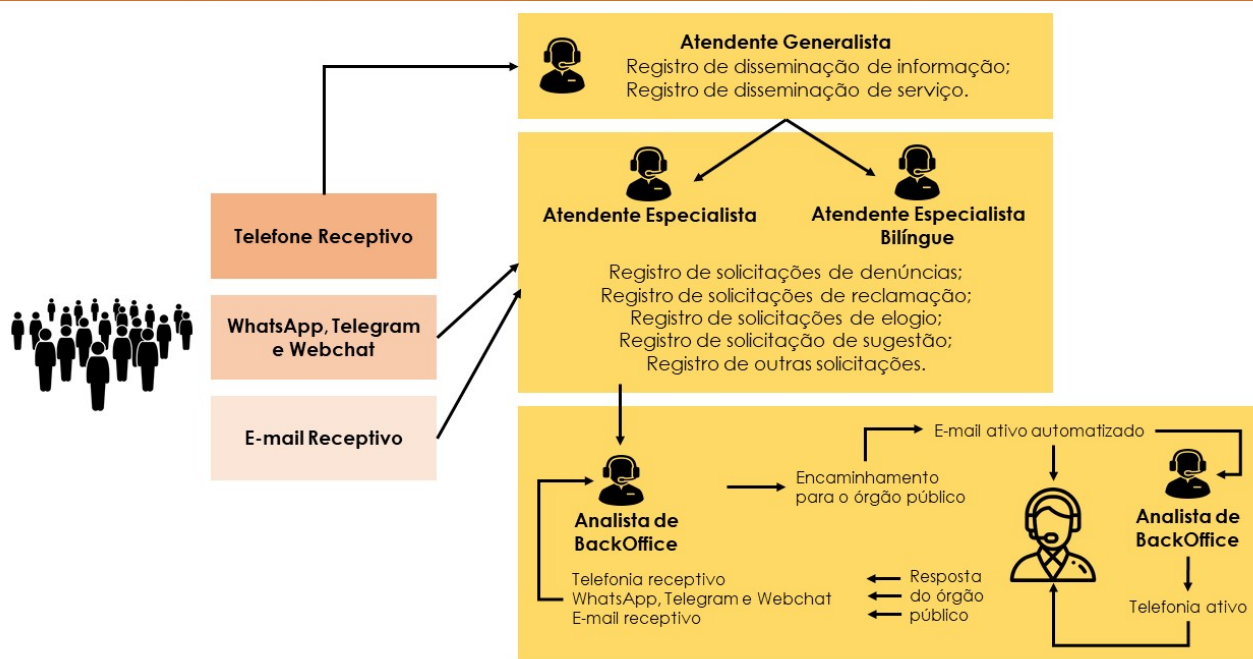 Atendente Generalista
Registro de disseminação de informação;
Registro de disseminação de serviço.
Telefone Receptivo
WhatsApp, Telegram
e Webchat
E-mail Receptivo
Atendente Especialista
Atendente Especialista
Bilíngue
Registro de solicitações de denúncias;
Registro de solicitações de reclamação;
Registro de solicitações de elogio;
Registro de solicitação de sugestão;
Registro de outras solicitações.
Analista de
BackOffice
Encaminhamento
para o órgão público
E-mail ativo automatizado
Analista de
BackOffice
Telefonia ativo
Resposta
do órgão
público
Telefonia receptivo
WhatsApp, Telegram e Webchat
E-mail receptivo